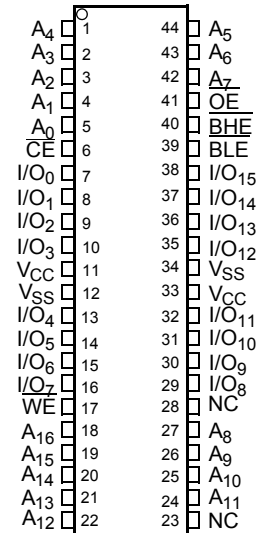 A4 1 44 A5
A3 2 43 A6
A2 3 42 A7
A1 4 41 OE
A0 5 40 BHE
CE 6 39 BLE
I/O0 7 38 I/O15
I/O1 8 37 I/O14
I/O2 9 36 I/O13
I/O3 10 35 I/O12
VCC 11 34 VSS
VSS 12 33 VCC
I/O4 13 32 I/O11
I/O5 14 31 I/O10
I/O6 15 30 I/O9
I/O7 16 29 I/O8
WE 17 28 NC
A16 18 27 A8
A15 19 26 A9
A14 20 25 A10
A13 21 24 A11
A12 22 23 NC